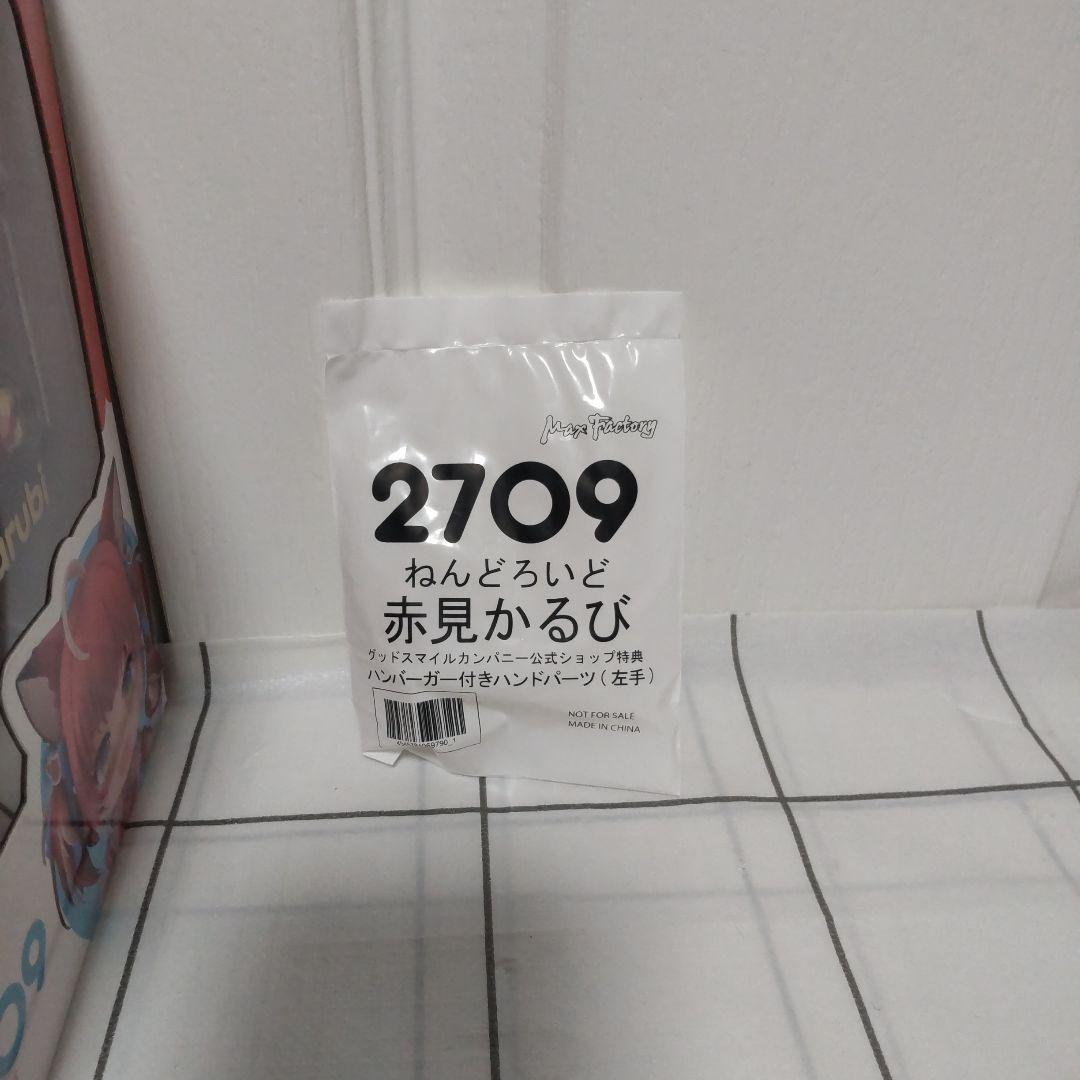 Max Factory
2709
ねんどろいど
赤見かるび
グッドスマイルカンパニー公式ショップ特典
ハンバーガー付きハンドパーツ(左手)
NOT FOR SALE
MADE IN CHINA
arubi
09